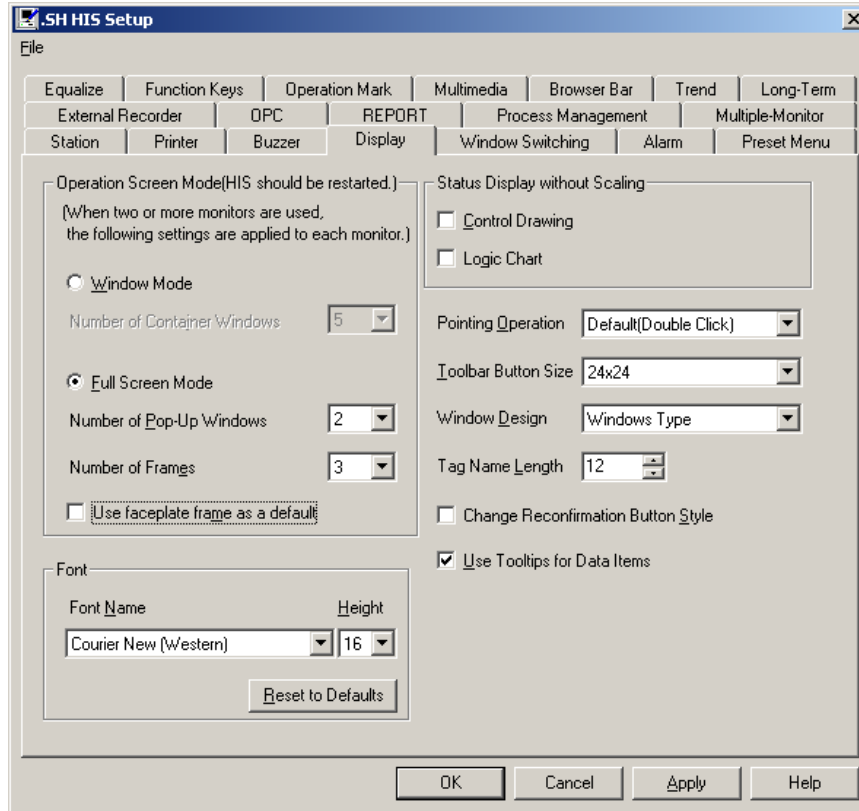 .SH HIS Setup
File
Equalize Function Keys Operation Mark Multimedia Browser Bar Trend Long-Term
External Recorder OPC REPORT Process Management Multiple-Monitor
Station Printer Buzzer Display Window Switching Alarm Preset Menu
Operation Screen Mode(HIS should be restarted.)
(When two or more monitors are used,
the following settings are applied to each monitor.)
Window Mode
Number of Container Windows 5
Full Screen Mode
Number of Pop-Up Windows 2
Number of Frames 3
Use faceplate frame as a default
Font
Font Name Height
Courier New (Western) 16
Reset to Defaults
Status Display without Scaling
Control Drawing
Logic Chart
Pointing Operation Default(Double Click)
Toolbar Button Size 24x24
Window Design Windows Type
Tag Name Length 12
Change Reconfirmation Button Style
Use Tooltips for Data Items
OK Cancel Apply Help